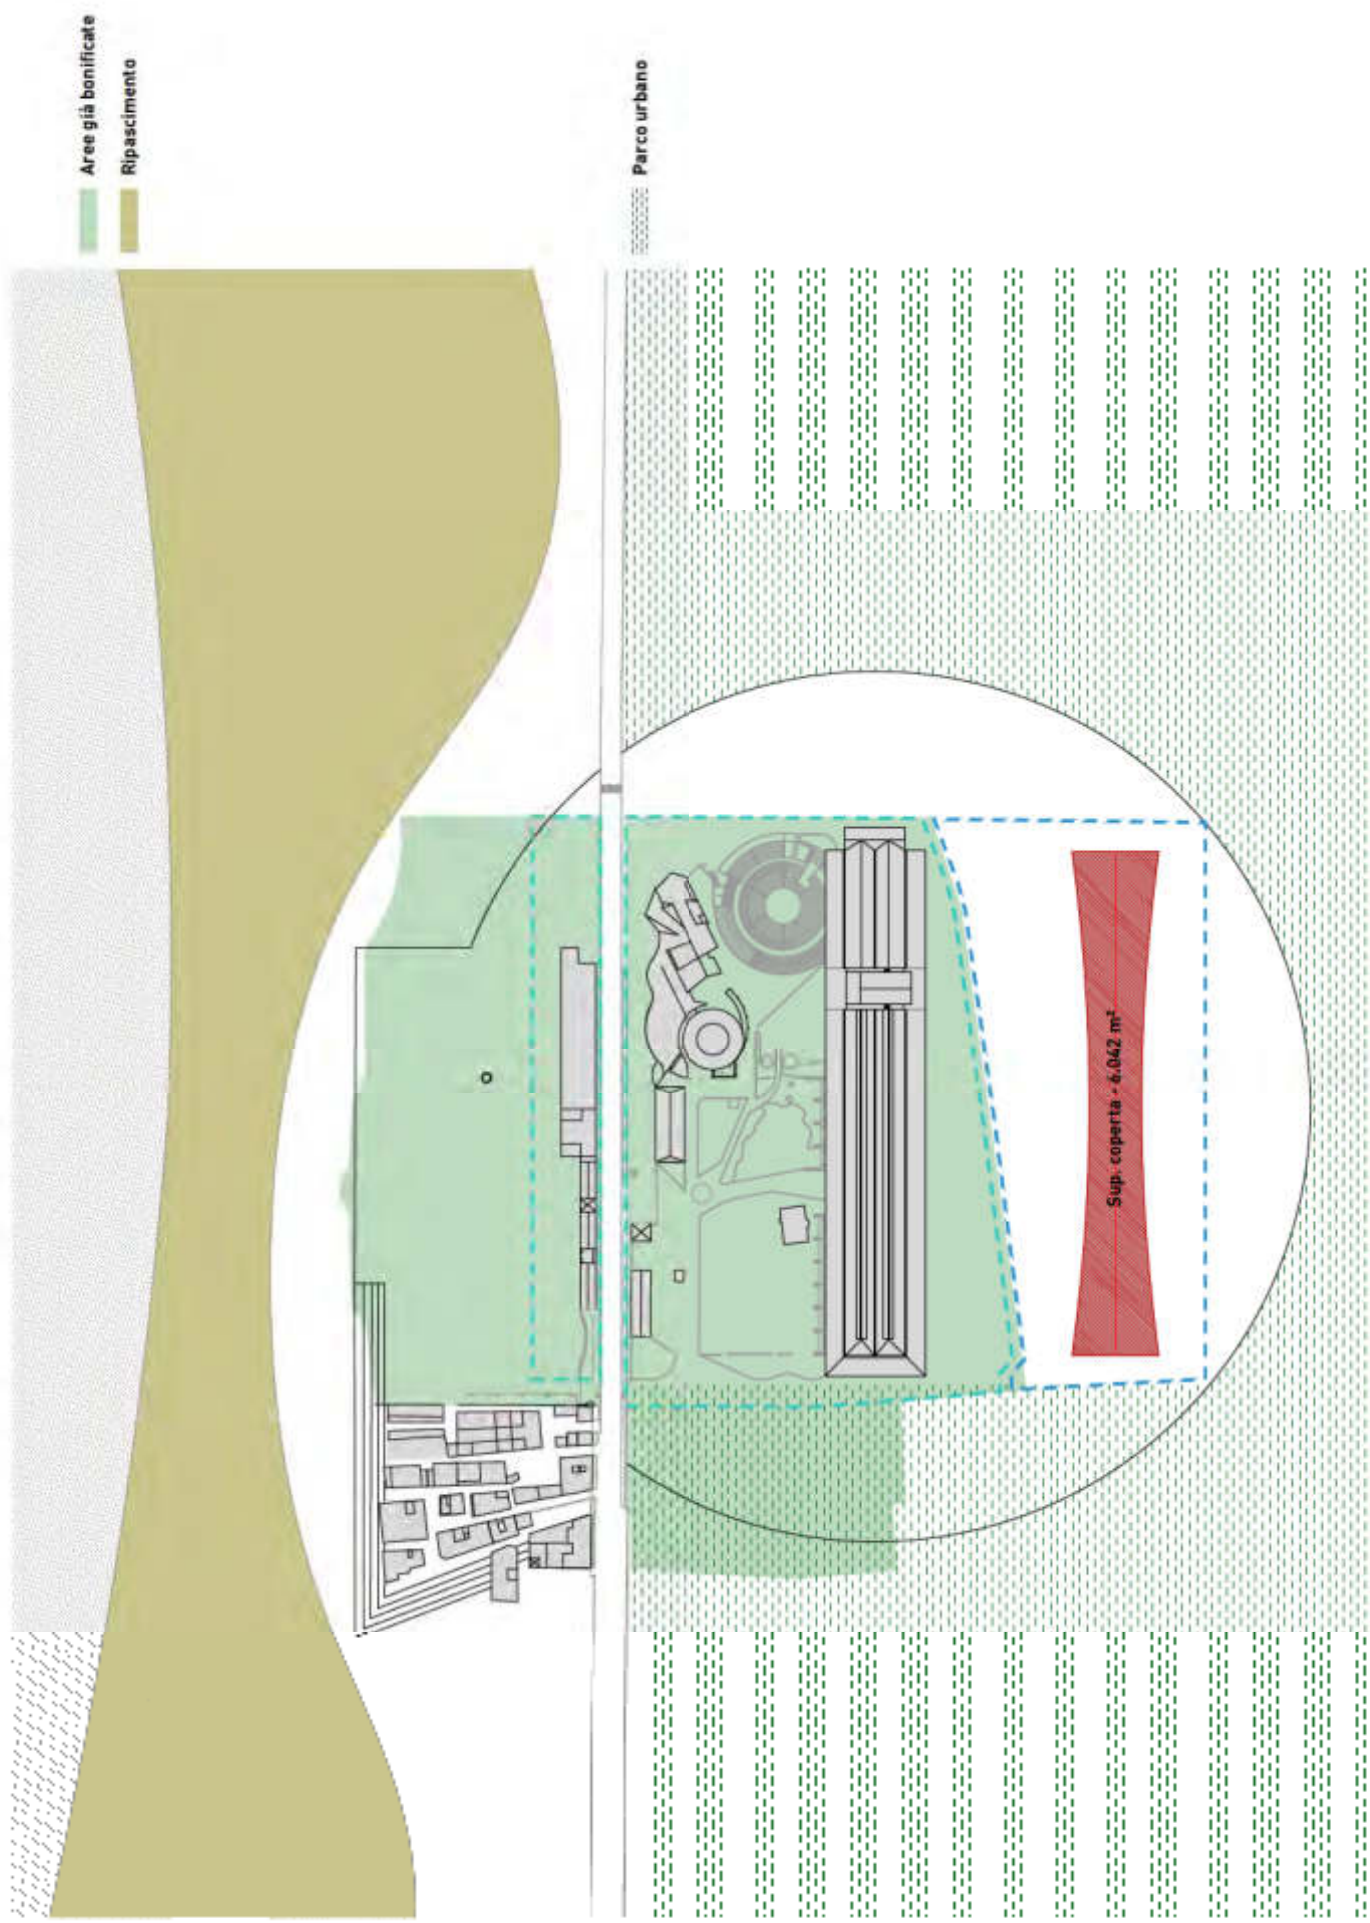 Aree già bonificate
Ripascimento
Parco urbano
Sup. coperta - 6.042 m²